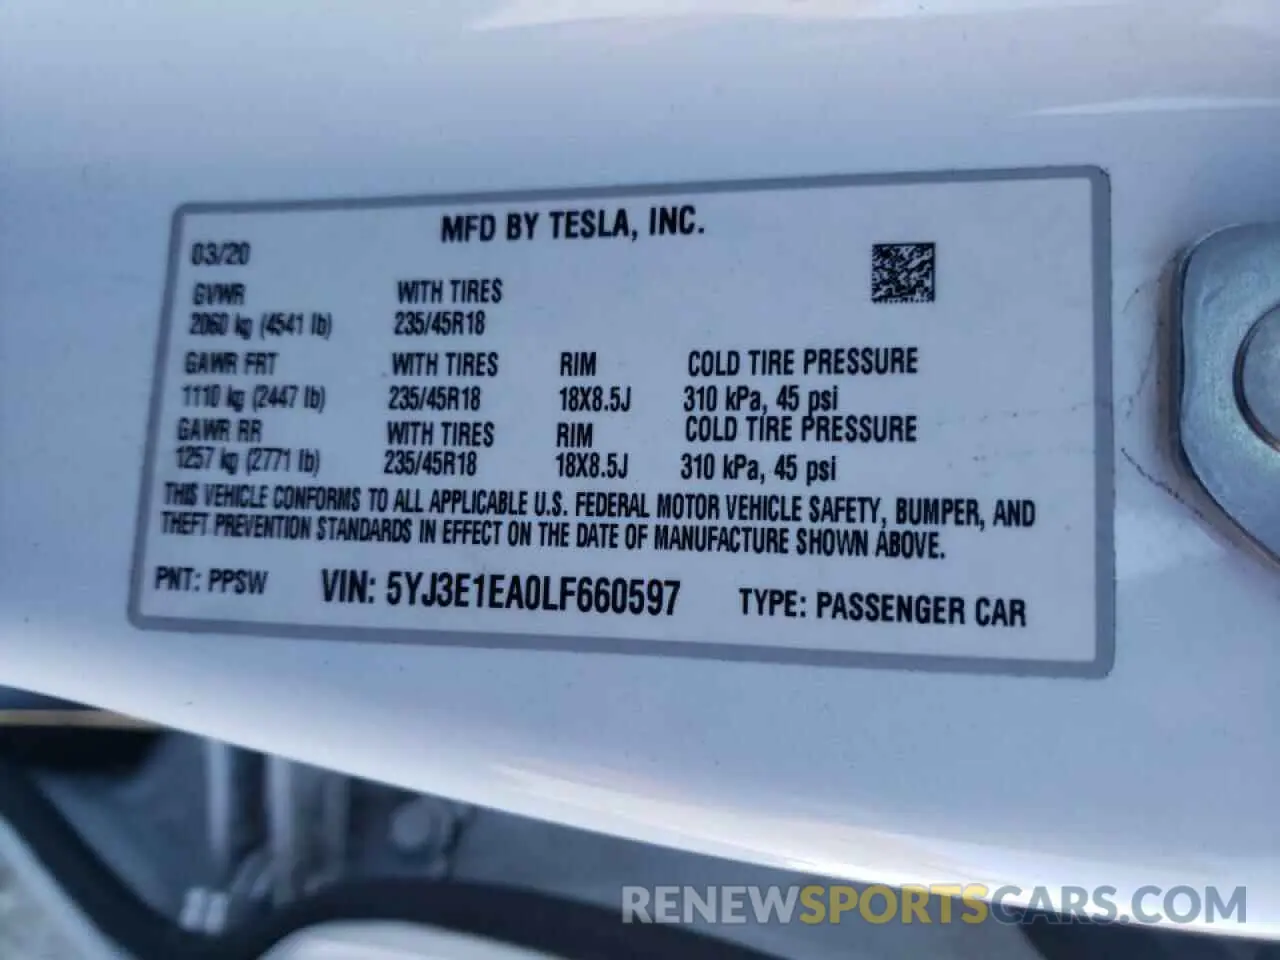 MFD BY TESLA, INC.
03/20
GVWR WITH TIRES
2060 kg (4541 lb) 235/45R18
GAWR FRT WITH TIRES RIM COLD TIRE PRESSURE
1110 kg (2447 lb) 235/45R18 18X8.5J 310 kPa, 45 psi
GAWR RR WITH TIRES RIM COLD TIRE PRESSURE
1257 kg (2771 lb) 235/45R18 18X8.5J 310 kPa, 45 psi
THIS VEHICLE CONFORMS TO ALL APPLICABLE U.S. FEDERAL MOTOR VEHICLE SAFETY, BUMPER, AND
THEFT PREVENTION STANDARDS IN EFFECT ON THE DATE OF MANUFACTURE SHOWN ABOVE.
PNT: PPSW VIN: 5YJ3E1EA0LF660597 TYPE: PASSENGER CAR
RENEWSPORTSCARS.COM